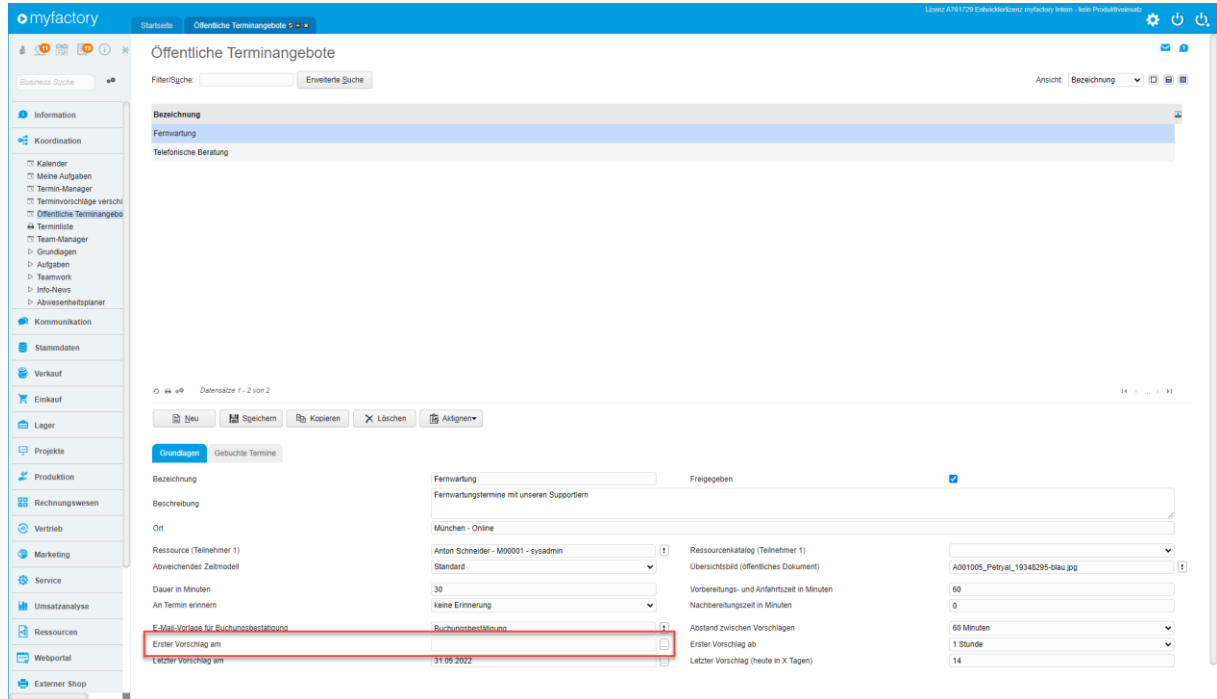 Lizenz A761729 Entwicklerlizenz myfactory Intern - kein Produktiveinsatz
myfactory
Startseite
Öffentliche Terminangebote
Öffentliche Terminangebote
Business Suche
Filter/Suche:
Erweiterte Suche
Ansicht: Bezeichnung
Information
Koordination
Kalender
Meine Aufgaben
Termin-Manager
Terminvorschläge verschi
Öffentliche Terminangebo
Terminliste
Team-Manager
Grundlagen
Aufgaben
Teamwork
Info-News
Abwesenheitsplaner
Kommunikation
Stammdaten
Verkauf
Einkauf
Lager
Projekte
Produktion
Rechnungswesen
Vertrieb
Marketing
Service
Umsatzanalyse
Ressourcen
Webportal
Externer Shop
Bezeichnung
Fernwartung
Telefonische Beratung
Datensätze 1 - 2 von 2
Neu
Speichern
Kopieren
Löschen
Aktionen
Grundlagen
Gebuchte Termine
Bezeichnung
Fernwartung
Freigegeben
Beschreibung
Fernwartungstermine mit unseren Supportlern
Ort
München - Online
Ressource (Teilnehmer 1)
Anton Schneider - M00001 - sysadmin
Ressourcenkatalog (Teilnehmer 1)
Abweichendes Zeitmodell
Standard
Übersichtsbild (öffentliches Dokument)
A001005_Petryal_19348295-blau.jpg
Dauer in Minuten
30
Vorbereitungs- und Anfahrtszeit in Minuten
60
An Termin erinnern
keine Erinnerung
Nachbereitungszeit in Minuten
0
E-Mail-Vorlage für Buchungsbestätigung
Buchungsbestätigung
Abstand zwischen Vorschlägen
60 Minuten
Erster Vorschlag am
Erster Vorschlag ab
1 Stunde
Letzter Vorschlag am
31.05.2022
Letzter Vorschlag (heute in X Tagen)
14